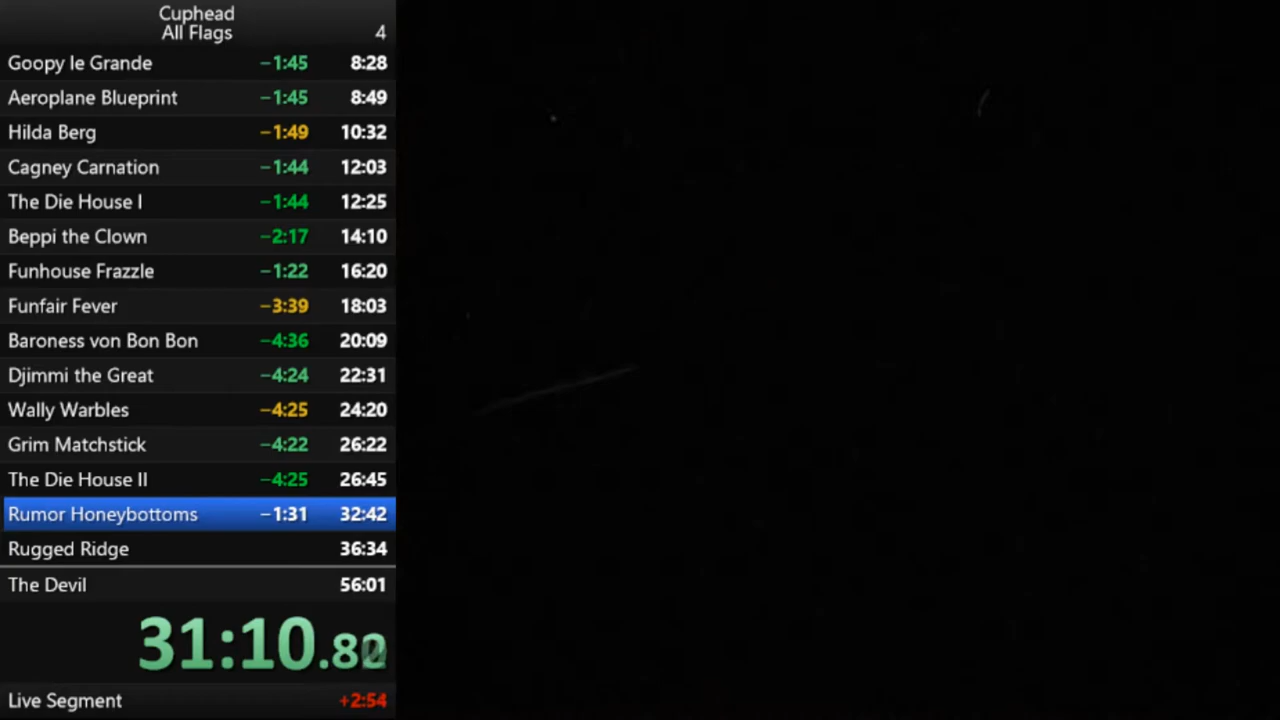 Cuphead
All Flags 4
Goopy le Grande −1:45 8:28
Aeroplane Blueprint −1:45 8:49
Hilda Berg −1:49 10:32
Cagney Carnation −1:44 12:03
The Die House I −1:44 12:25
Beppi the Clown −2:17 14:10
Funhouse Frazzle −1:22 16:20
Funfair Fever −3:39 18:03
Baroness von Bon Bon −4:36 20:09
Djimmi the Great −4:24 22:31
Wally Warbles −4:25 24:20
Grim Matchstick −4:22 26:22
The Die House II −4:25 26:45
Rumor Honeybottoms −1:31 32:42
Rugged Ridge 36:34
The Devil 56:01
31:10.82
Live Segment +2:54